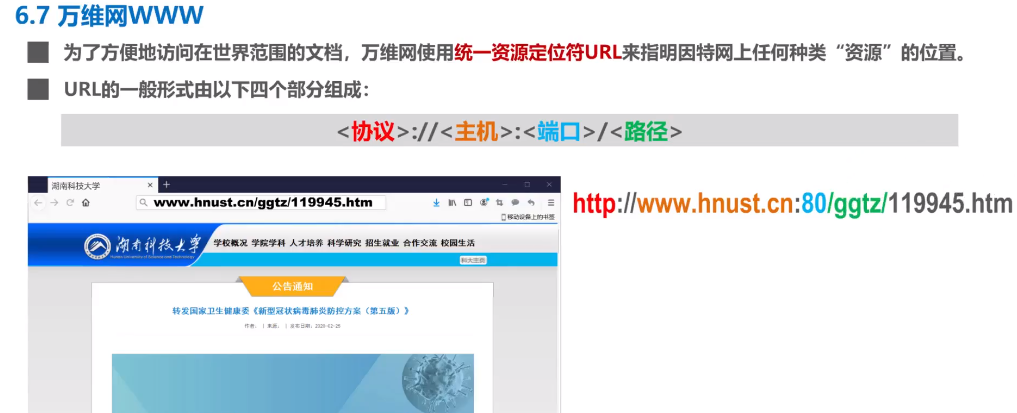 6.7 万维网WWW
为了方便地访问在世界范围的文档，万维网使用统一资源定位符URL来指明因特网上任何种类“资源”的位置。
URL的一般形式由以下四个部分组成：
<协议>://<主机>:<端口>/<路径>
湖南科技大学
www.hnust.cn/ggtz/119945.htm
http://www.hnust.cn:80/ggtz/119945.htm
移动设备上的书签
湖南科技大学
学校概况 学院学科 人才培养 科学研究 招生就业 合作交流 校园生活
公告通知
转发国家卫生健康委《新型冠状病毒肺炎防控方案（第五版）》
作者： | 来源： | 发布日期：2020-02-25